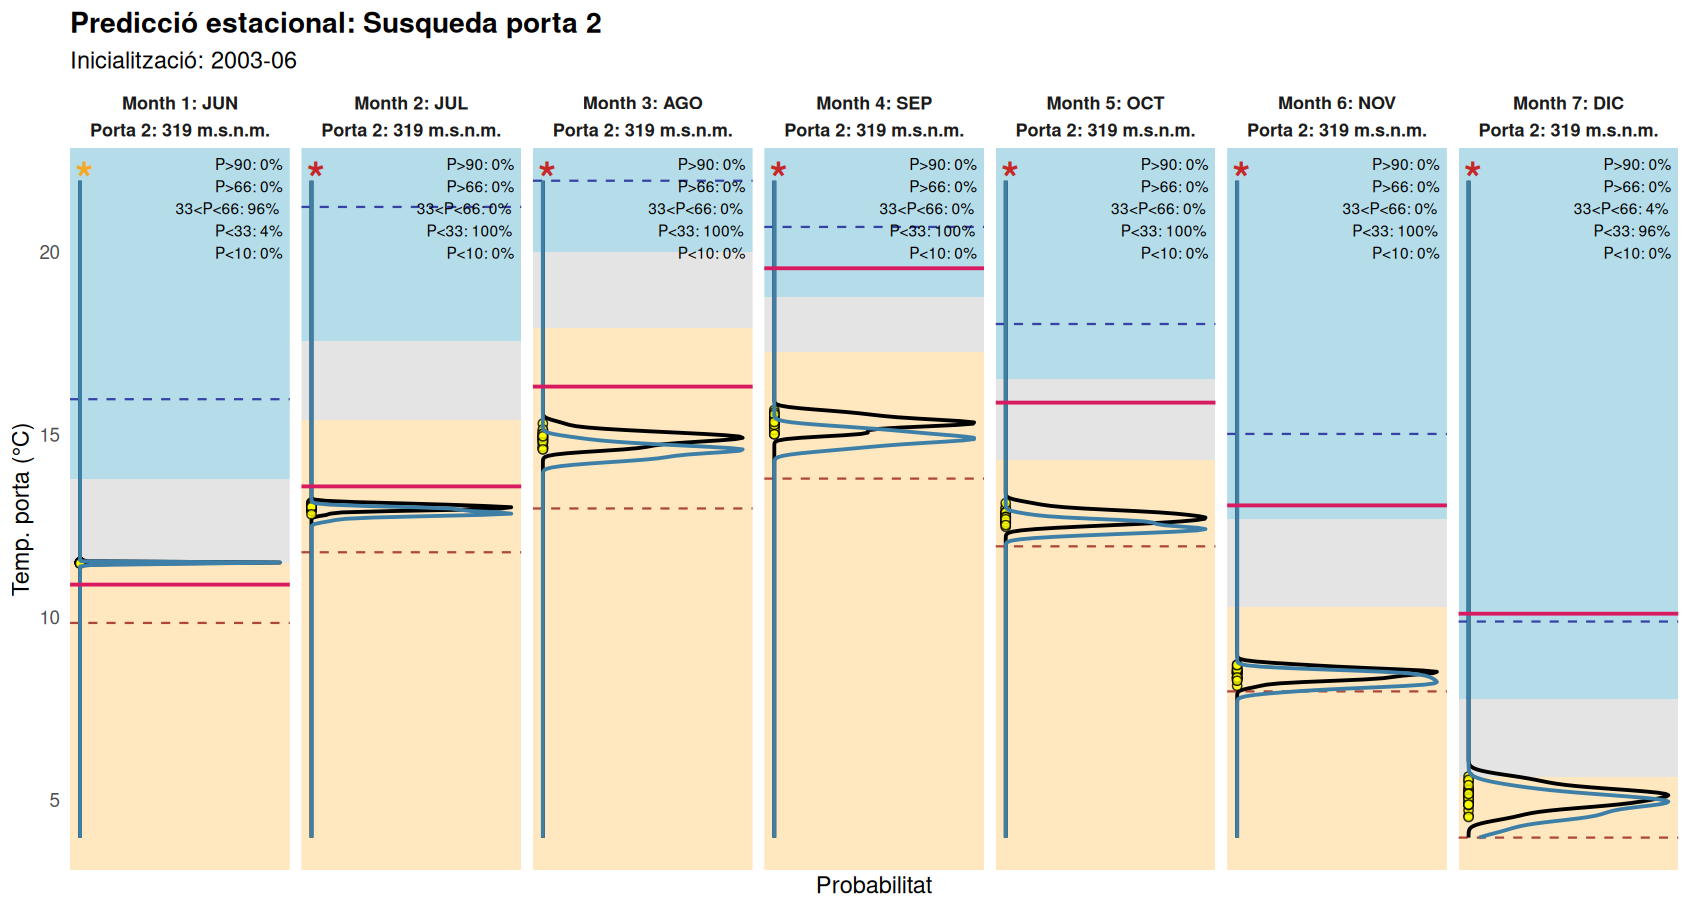 Predicció estacional: Susqueda porta 2
Inicialització: 2003-06
Month 1: JUN
Porta 2: 319 m.s.n.m.
Month 2: JUL
Porta 2: 319 m.s.n.m.
Month 3: AGO
Porta 2: 319 m.s.n.m.
Month 4: SEP
Porta 2: 319 m.s.n.m.
Month 5: OCT
Porta 2: 319 m.s.n.m.
Month 6: NOV
Porta 2: 319 m.s.n.m.
Month 7: DIC
Porta 2: 319 m.s.n.m.
*
P>90: 0%
P>66: 0%
33<P<66: 96%
P<33: 4%
P<10: 0%
*
P>90: 0%
P>66: 0%
33<P<66: 0%
P<33: 100%
P<10: 0%
*
P>90: 0%
P>66: 0%
33<P<66: 0%
P<33: 100%
P<10: 0%
*
P>90: 0%
P>66: 0%
33<P<66: 0%
P<33: 100%
P<10: 0%
*
P>90: 0%
P>66: 0%
33<P<66: 0%
P<33: 100%
P<10: 0%
*
P>90: 0%
P>66: 0%
33<P<66: 0%
P<33: 100%
P<10: 0%
*
P>90: 0%
P>66: 0%
33<P<66: 4%
P<33: 96%
P<10: 0%
20
15
10
5
Temp. porta (°C)
Probabilitat